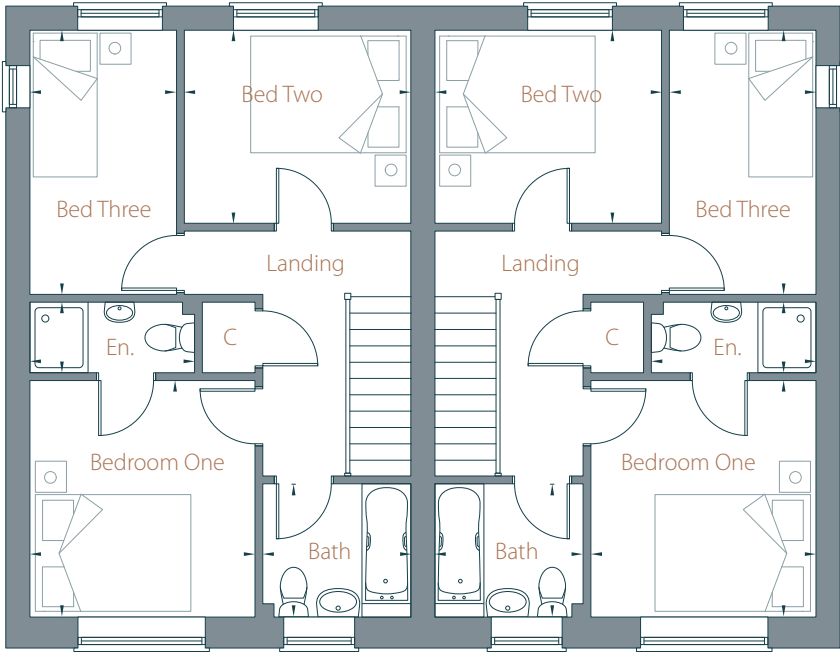 Bed Two
Bed Two
Bed Three
Bed Three
Landing
Landing
En.
C
C
En.
Bedroom One
Bedroom One
Bath
Bath